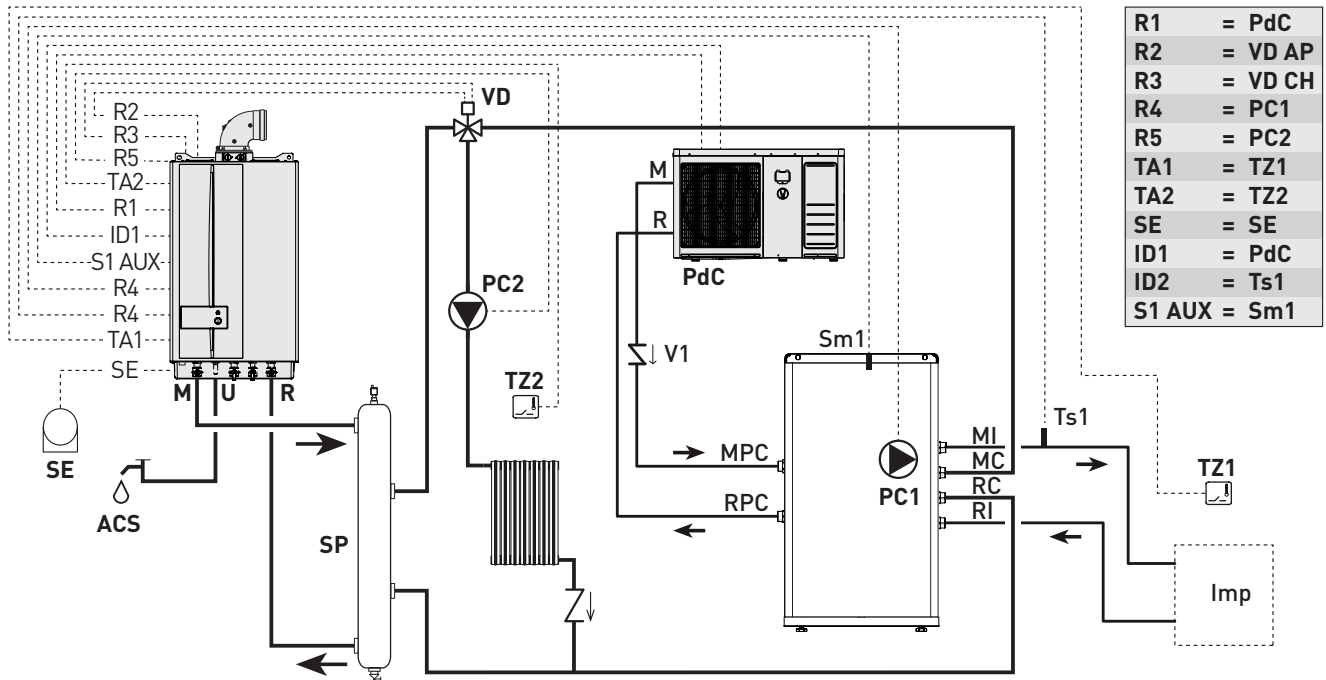 R2
R3
R5
TA2
R1
ID1
S1 AUX
R4
R4
TA1
SE
M U R
SE
ACS
SP
VD
PC2
TZ2
M
R
PdC
V1
MPC
RPC
Sm1
PC1
MI
MC
RC
RI
Ts1
TZ1
Imp
R1 = PdC
R2 = VD AP
R3 = VD CH
R4 = PC1
R5 = PC2
TA1 = TZ1
TA2 = TZ2
SE = SE
ID1 = PdC
ID2 = Ts1
S1 AUX = Sm1